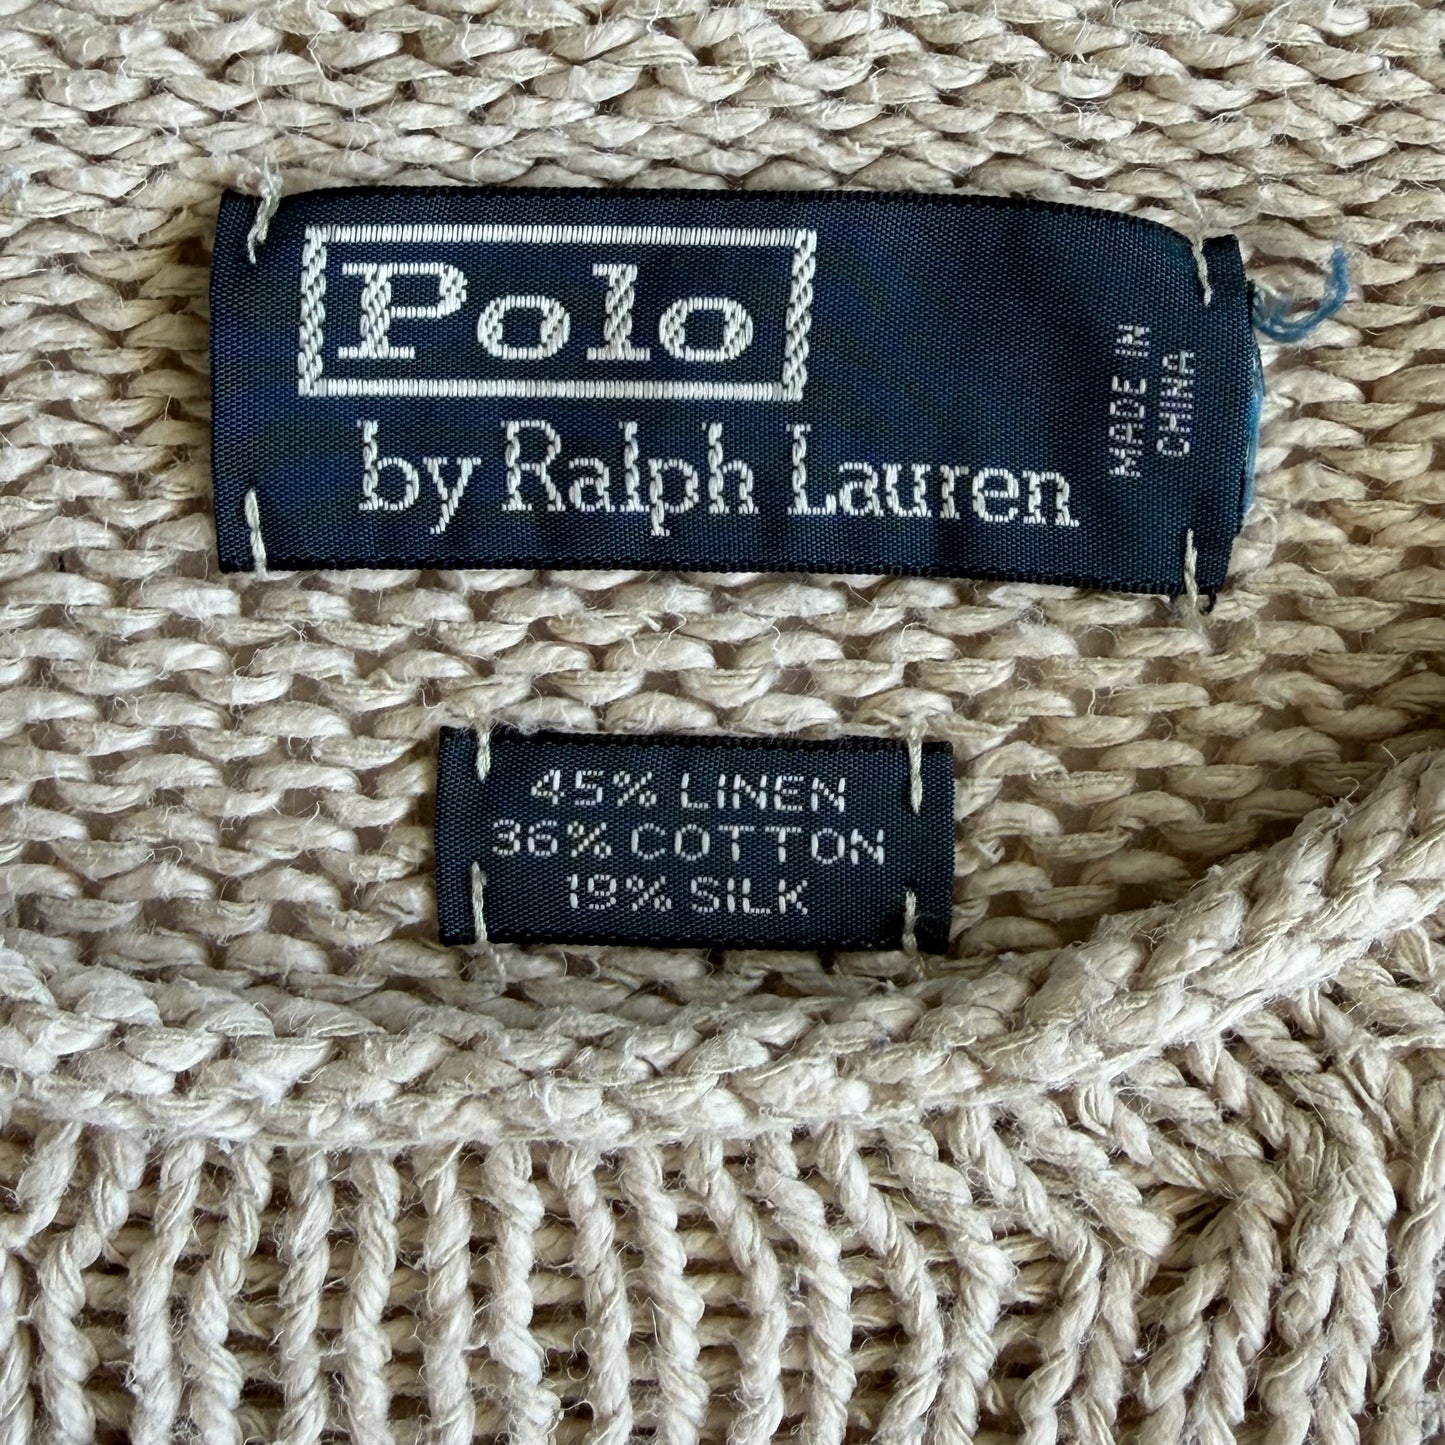 Polo
by Ralph Lauren
MADE IN
CHINA
45% LINEN
36% COTTON
19% SILK